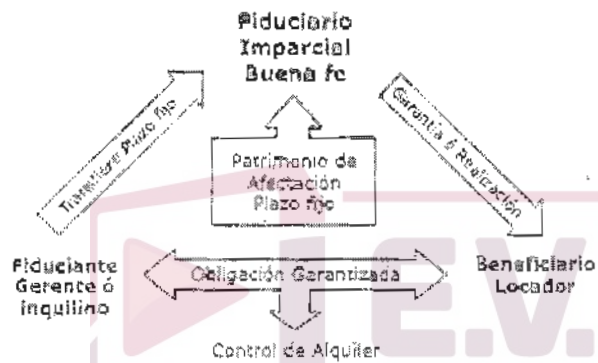 Fiduciario
Imparcial
Buena fe
Transfiere Plazo fijo
Garantía ó Realización
Patrimonio de
Afectación
Plazo fijo
Fiduciante
Gerente ó
inquilino
Obligación Garantizada
Beneficiario
Locador
Control de Alquiler
I.E.V.